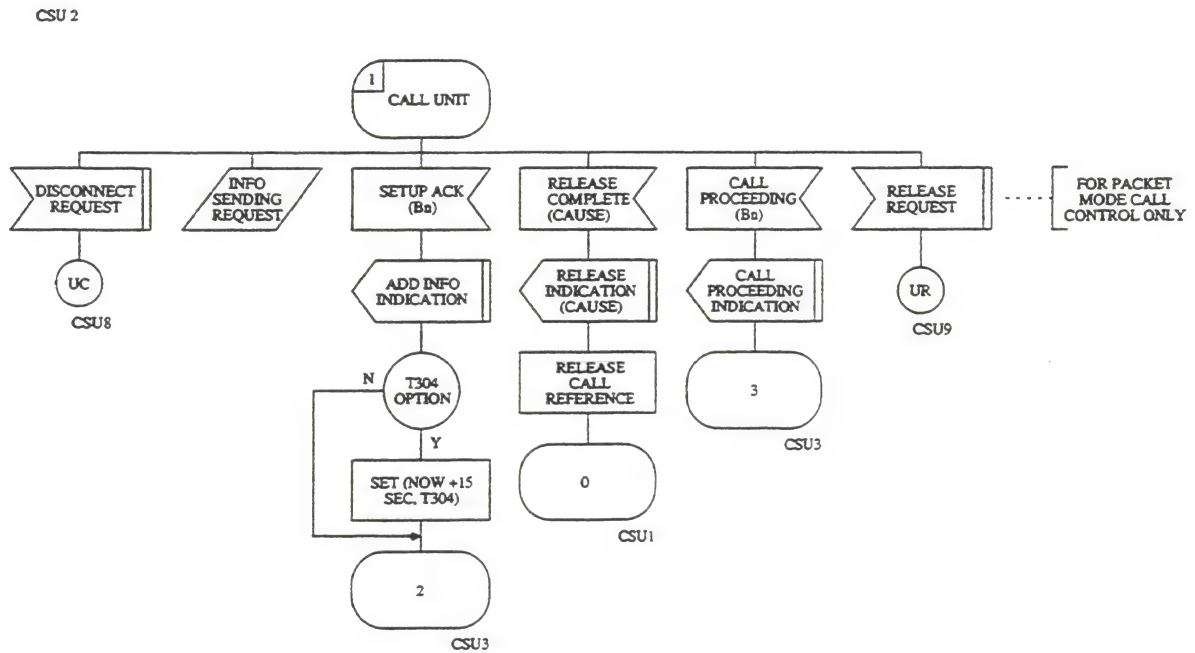 CSU 2
1
CALL UNIT
DISCONNECT
REQUEST
INFO
SENDING
REQUEST
SETUP ACK
(Bn)
RELEASE
COMPLETE
(CAUSE)
CALL
PROCEEDING
(Bn)
RELEASE
REQUEST
FOR PACKET
MODE CALL
CONTROL ONLY
UC
CSU8
ADD INFO
INDICATION
RELEASE
INDICATION
(CAUSE)
CALL
PROCEEDING
INDICATION
UR
CSU9
N
T304
OPTION
Y
RELEASE
CALL
REFERENCE
3
CSU3
SET (NOW +15
SEC, T304)
0
CSU1
2
CSU3